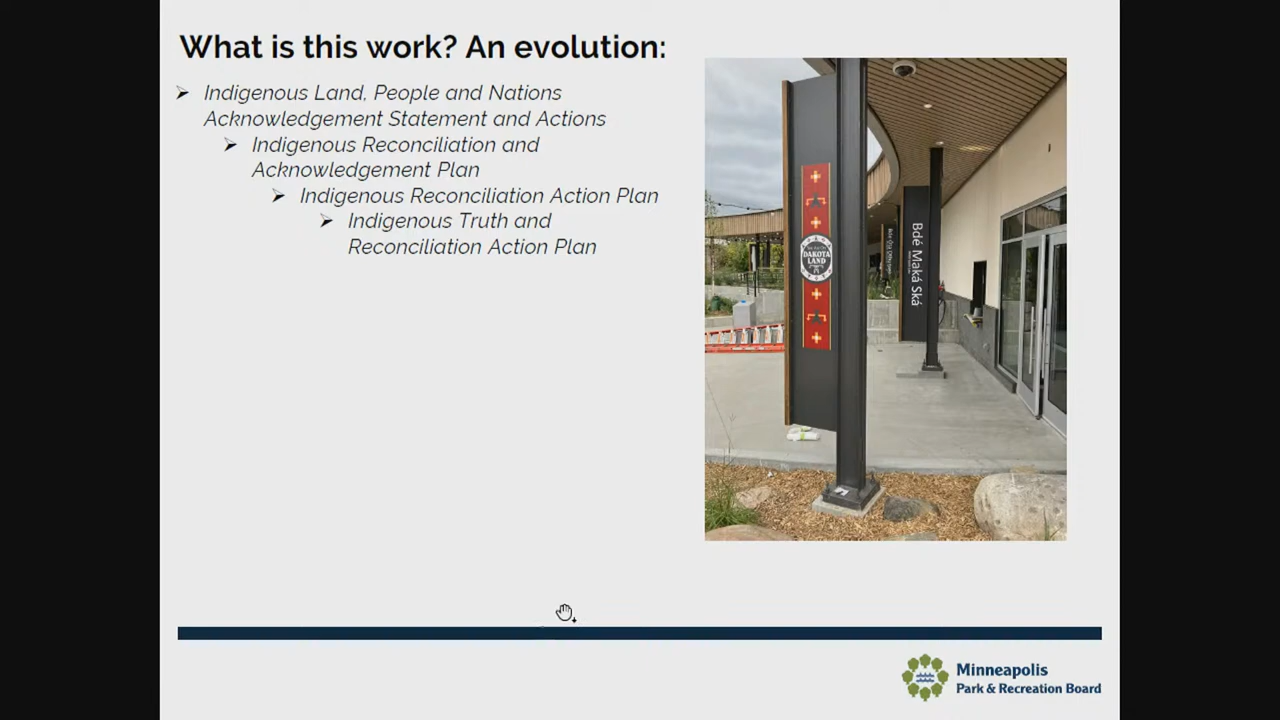 What is this work? An evolution:
Indigenous Land, People and Nations
Acknowledgement Statement and Actions
Indigenous Reconciliation and
Acknowledgement Plan
Indigenous Reconciliation Action Plan
Indigenous Truth and
Reconciliation Action Plan
DAKOTA
LAND
Bdé Maká Ská
Minneapolis
Park & Recreation Board